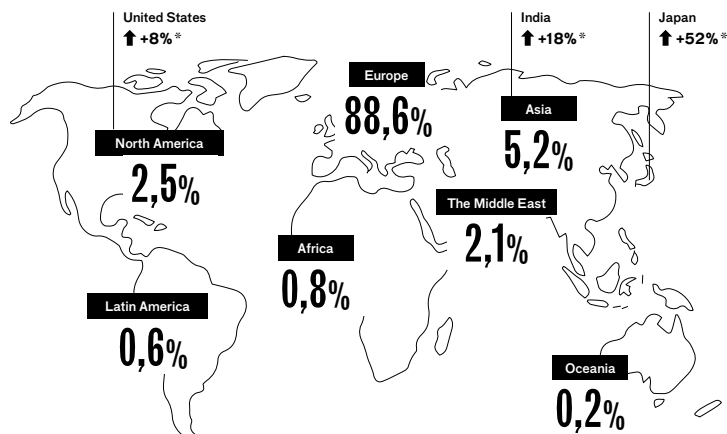 United States
+8%*
India
+18%*
Japan
+52%*
Europe
88,6%
Asia
5,2%
North America
2,5%
The Middle East
2,1%
Africa
0,8%
Latin America
0,6%
Oceania
0,2%